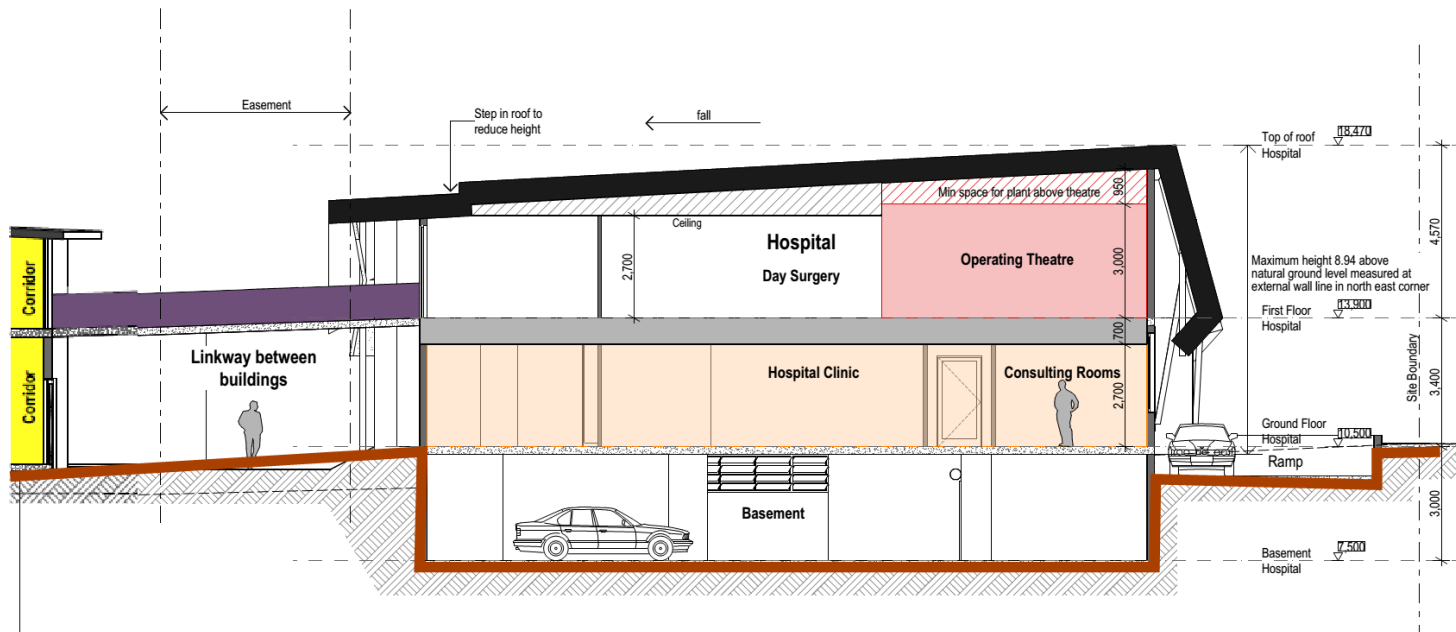 Easement
Step in roof to
reduce height
fall
Top of roof
Hospital
18,470
Min space for plant above theatre
950
Ceiling
Hospital
Day Surgery
2,700
Operating Theatre
3,000
4,570
Maximum height 8.94 above
natural ground level measured at
external wall line in north east corner
Corridor
First Floor
Hospital
13,900
700
Linkway between
buildings
Hospital Clinic
Consulting Rooms
2,700
Site Boundary
3,400
Corridor
Ground Floor
Hospital
10,500
Ramp
Basement
3,000
Basement
Hospital
7,500